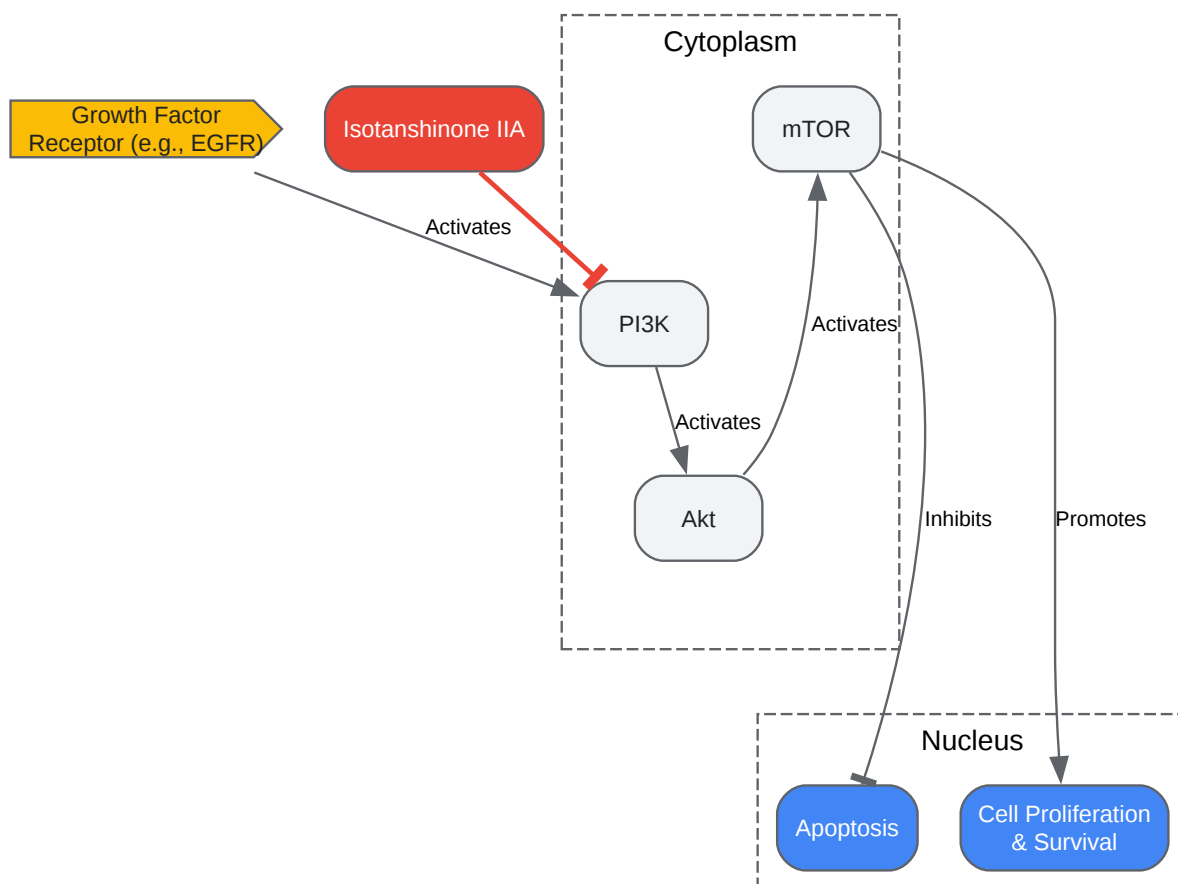 Cytoplasm
Growth Factor
Receptor (e.g., EGFR)
Isotanshinone IIA
mTOR
Activates
PI3K
Activates
Activates
Akt
Inhibits
Promotes
Nucleus
Apoptosis
Cell Proliferation
& Survival